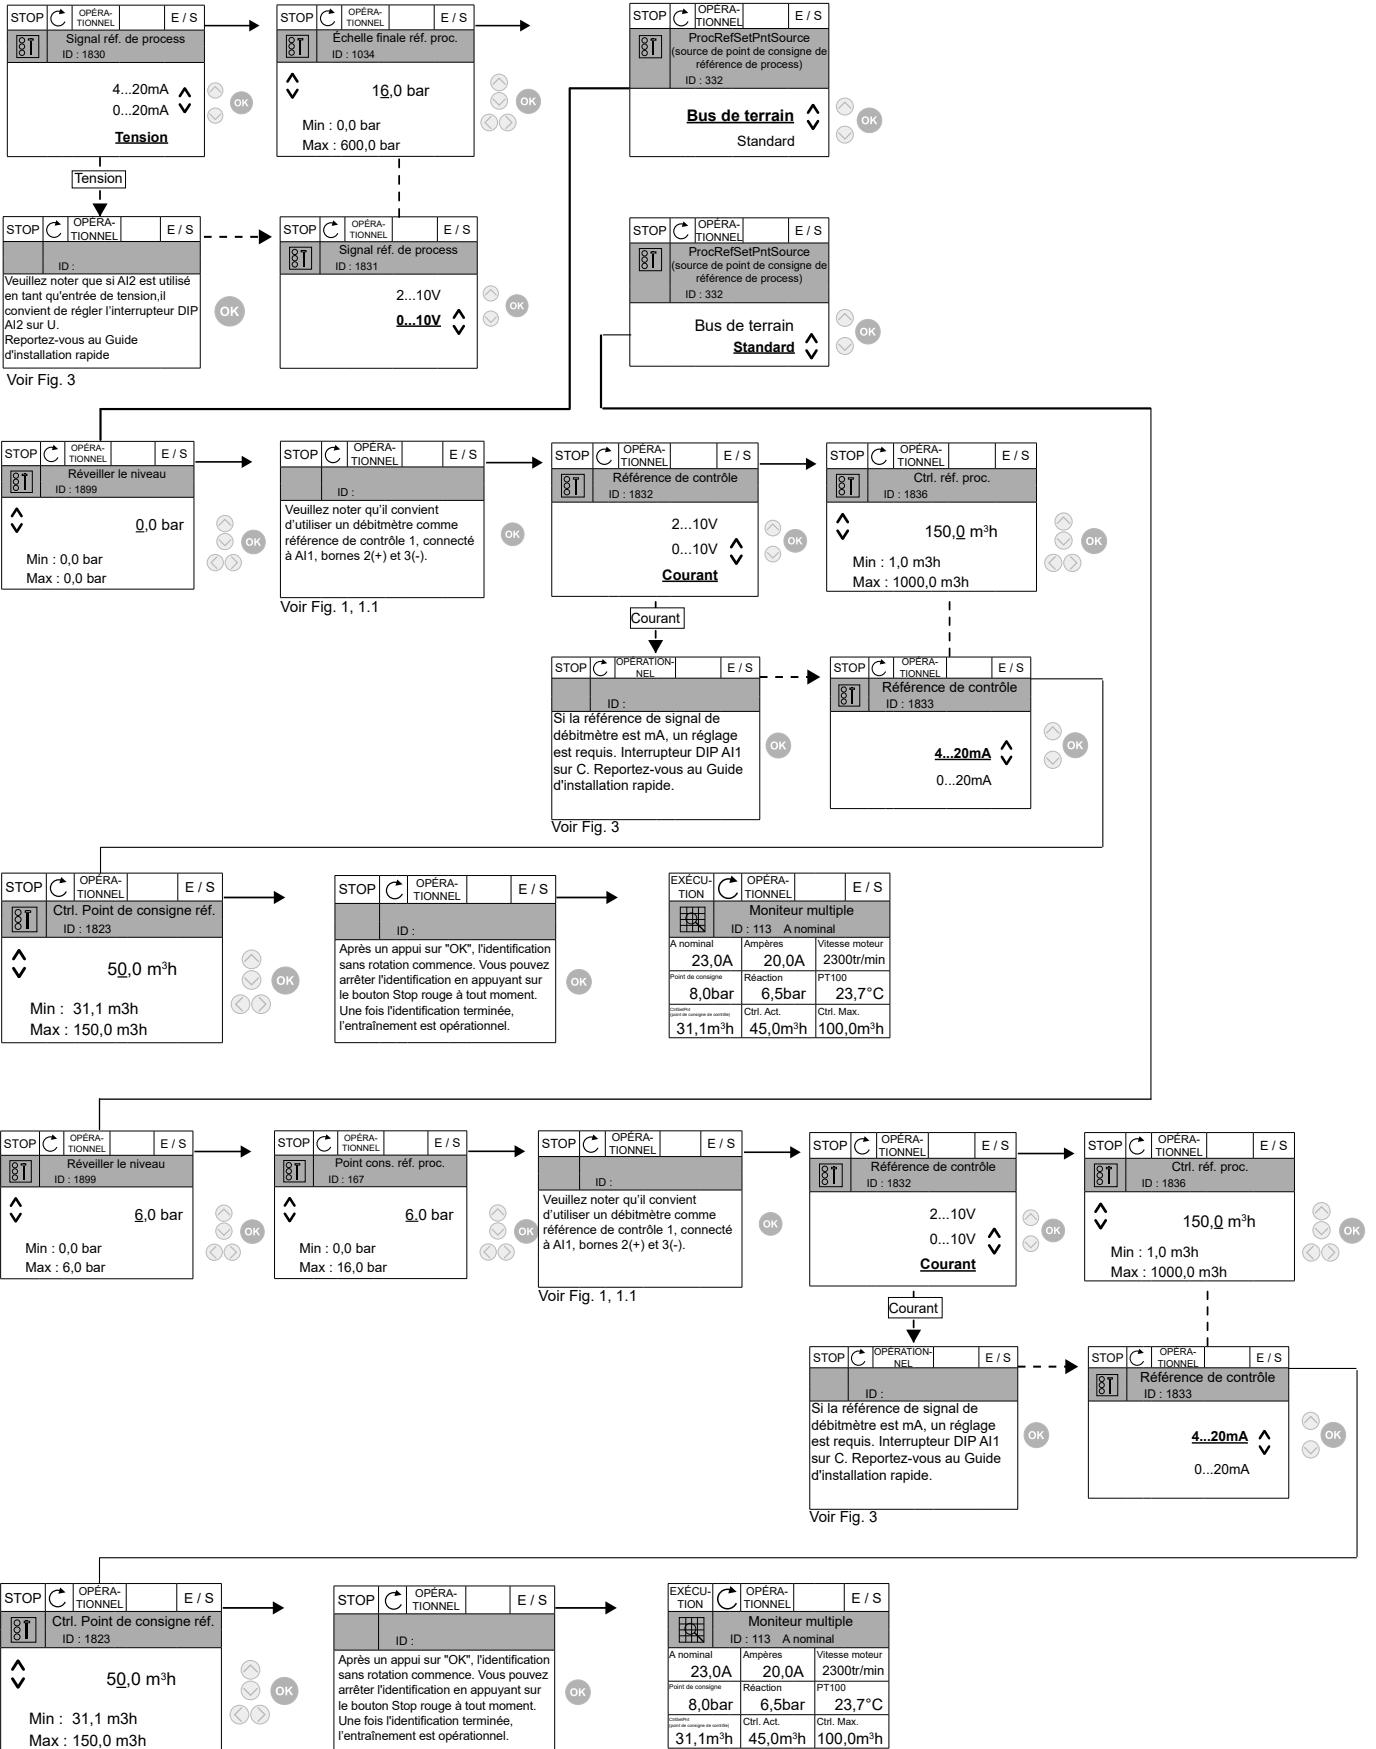 STOP OPÉRA-TIONNEL E / S
Signal réf. de process
ID : 1830
4...20mA
0...20mA
Tension
STOP OPÉRA-TIONNEL E / S
Échelle finale réf. proc.
ID : 1034
16,0 bar
Min : 0,0 bar
Max : 600,0 bar
OK
OK
STOP OPÉRA-TIONNEL E / S
ProcRefSetPntSource
(source de point de consigne de
référence de process)
ID : 332
Bus de terrain
Standard
OK
Tension
STOP OPÉRA-TIONNEL E / S
ID :
Veuillez noter que si AI2 est utilisé
en tant qu'entrée de tension,il
convient de régler l'interrupteur DIP
AI2 sur U.
Reportez-vous au Guide
d'installation rapide
OK
Voir Fig. 3
STOP OPÉRA-TIONNEL E / S
Signal réf. de process
ID : 1831
2...10V
0...10V
OK
STOP OPÉRA-TIONNEL E / S
ProcRefSetPntSource
(source de point de consigne de
référence de process)
ID : 332
Bus de terrain
Standard
OK
STOP OPÉRA-TIONNEL E / S
Réveiller le niveau
ID : 1899
0,0 bar
Min : 0,0 bar
Max : 0,0 bar
OK
STOP OPÉRA-TIONNEL E / S
ID :
Veuillez noter qu'il convient
d'utiliser un débitmètre comme
référence de contrôle 1, connecté
à AI1, bornes 2(+) et 3(-).
OK
Voir Fig. 1, 1.1
STOP OPÉRA-TIONNEL E / S
Référence de contrôle
ID : 1832
2...10V
0...10V
Courant
OK
STOP OPÉRA-TIONNEL E / S
Ctrl. réf. proc.
ID : 1836
150,0 m³h
Min : 1,0 m3h
Max : 1000,0 m3h
OK
Courant
STOP OPÉRATION-NEL E / S
ID :
Si la référence de signal de
débitmètre est mA, un réglage
est requis. Interrupteur DIP AI1
sur C. Reportez-vous au Guide
d'installation rapide.
OK
Voir Fig. 3
STOP OPÉRA-TIONNEL E / S
Référence de contrôle
ID : 1833
4...20mA
0...20mA
OK
STOP OPÉRA-TIONNEL E / S
Ctrl. Point de consigne réf.
ID : 1823
50,0 m³h
Min : 31,1 m3h
Max : 150,0 m3h
OK
STOP OPÉRA-TIONNEL E / S
ID :
Après un appui sur "OK", l'identification
sans rotation commence. Vous pouvez
arrêter l'identification en appuyant sur
le bouton Stop rouge à tout moment.
Une fois l'identification terminée,
l'entraînement est opérationnel.
OK
EXÉCU-TION OPÉRA-TIONNEL E / S
Moniteur multiple
ID : 113 A nominal
A nominal Ampères Vitesse moteur
23,0A 20,0A 2300tr/min
Point de consigne Réaction PT100
8,0bar 6,5bar 23,7°C
CtrlSetPnt (point de consigne de contrôle) Ctrl. Act. Ctrl. Max.
31,1m³h 45,0m³h 100,0m³h
STOP OPÉRA-TIONNEL E / S
Réveiller le niveau
ID : 1899
6,0 bar
Min : 0,0 bar
Max : 6,0 bar
OK
STOP OPÉRA-TIONNEL E / S
Point cons. réf. proc.
ID : 167
6.0 bar
Min : 0,0 bar
Max : 16,0 bar
OK
STOP OPÉRA-TIONNEL E / S
ID :
Veuillez noter qu'il convient
d'utiliser un débitmètre comme
référence de contrôle 1, connecté
à AI1, bornes 2(+) et 3(-).
OK
Voir Fig. 1, 1.1
STOP OPÉRA-TIONNEL E / S
Référence de contrôle
ID : 1832
2...10V
0...10V
Courant
OK
STOP OPÉRA-TIONNEL E / S
Ctrl. réf. proc.
ID : 1836
150,0 m³h
Min : 1,0 m3h
Max : 1000,0 m3h
OK
Courant
STOP OPÉRATION-NEL E / S
ID :
Si la référence de signal de
débitmètre est mA, un réglage
est requis. Interrupteur DIP AI1
sur C. Reportez-vous au Guide
d'installation rapide.
OK
Voir Fig. 3
STOP OPÉRA-TIONNEL E / S
Référence de contrôle
ID : 1833
4...20mA
0...20mA
OK
STOP OPÉRA-TIONNEL E / S
Ctrl. Point de consigne réf.
ID : 1823
50,0 m³h
Min : 31,1 m3h
Max : 150,0 m3h
OK
STOP OPÉRA-TIONNEL E / S
ID :
Après un appui sur "OK", l'identification
sans rotation commence. Vous pouvez
arrêter l'identification en appuyant sur
le bouton Stop rouge à tout moment.
Une fois l'identification terminée,
l'entraînement est opérationnel.
OK
EXÉCU-TION OPÉRA-TIONNEL E / S
Moniteur multiple
ID : 113 A nominal
A nominal Ampères Vitesse moteur
23,0A 20,0A 2300tr/min
Point de consigne Réaction PT100
8,0bar 6,5bar 23,7°C
CtrlSetPnt (point de consigne de contrôle) Ctrl. Act. Ctrl. Max.
31,1m³h 45,0m³h 100,0m³h